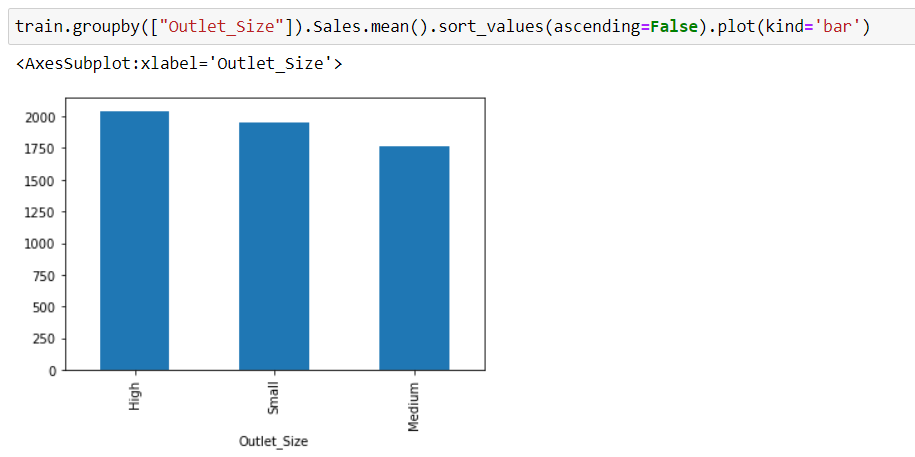 train.groupby(["Outlet_Size"]).Sales.mean().sort_values(ascending=False).plot(kind='bar')
<AxesSubplot:xlabel='Outlet_Size'>
2000
1750
1500
1250
1000
750
500
250
0
High
Small
Medium
Outlet_Size